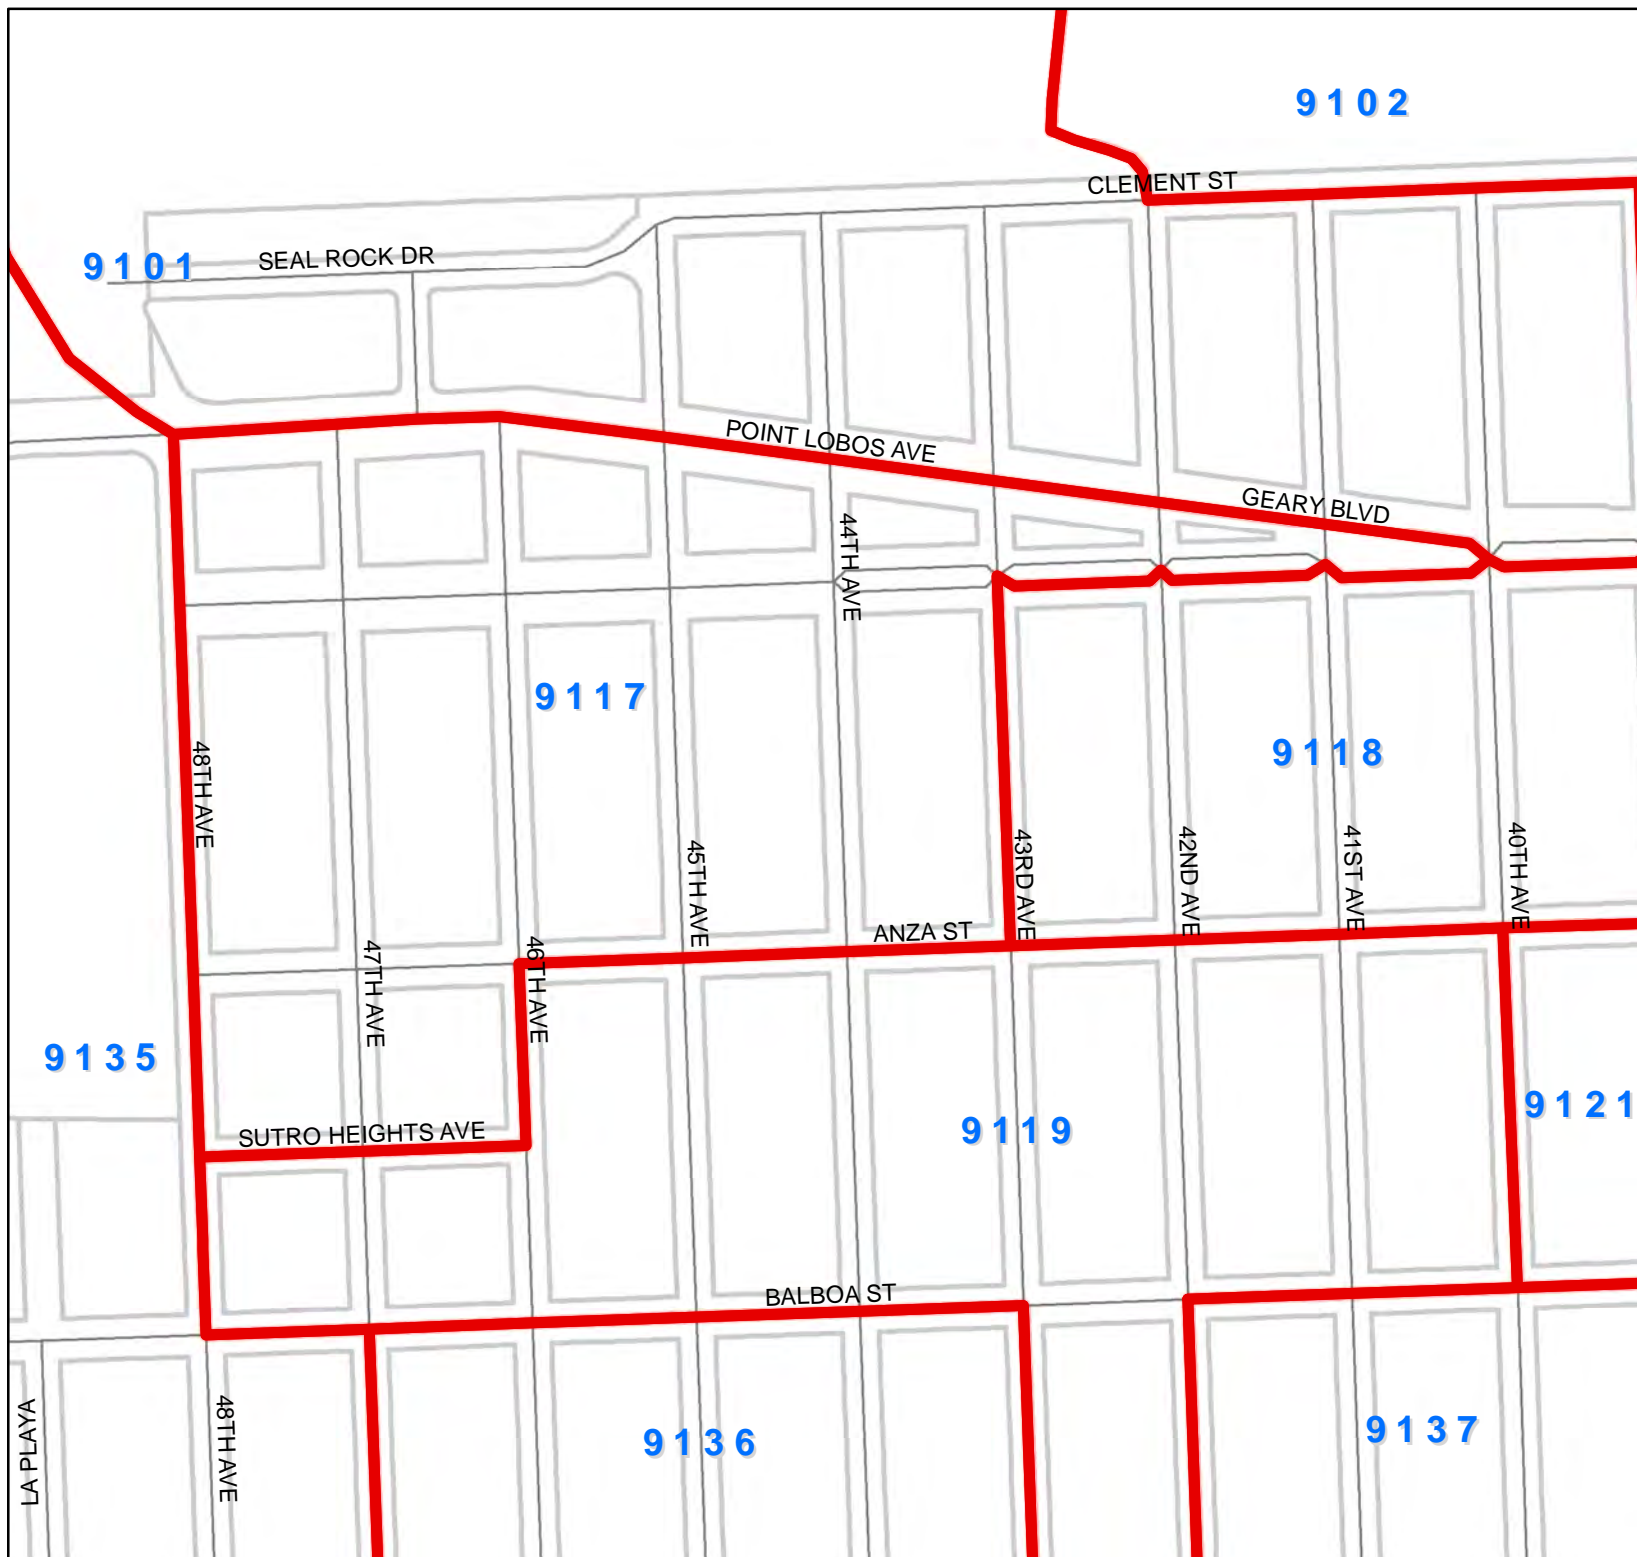 9102
CLEMENT ST
SEAL ROCK DR
9101
POINT LOBOS AVE
GEARY BLVD
44TH AVE
9117
9118
48TH AVE
45TH AVE
43RD AVE
42ND AVE
41ST AVE
40TH AVE
ANZA ST
47TH AVE
46TH AVE
9135
9119
9121
SUTRO HEIGHTS AVE
BALBOA ST
LA PLAYA
48TH AVE
9136
9137